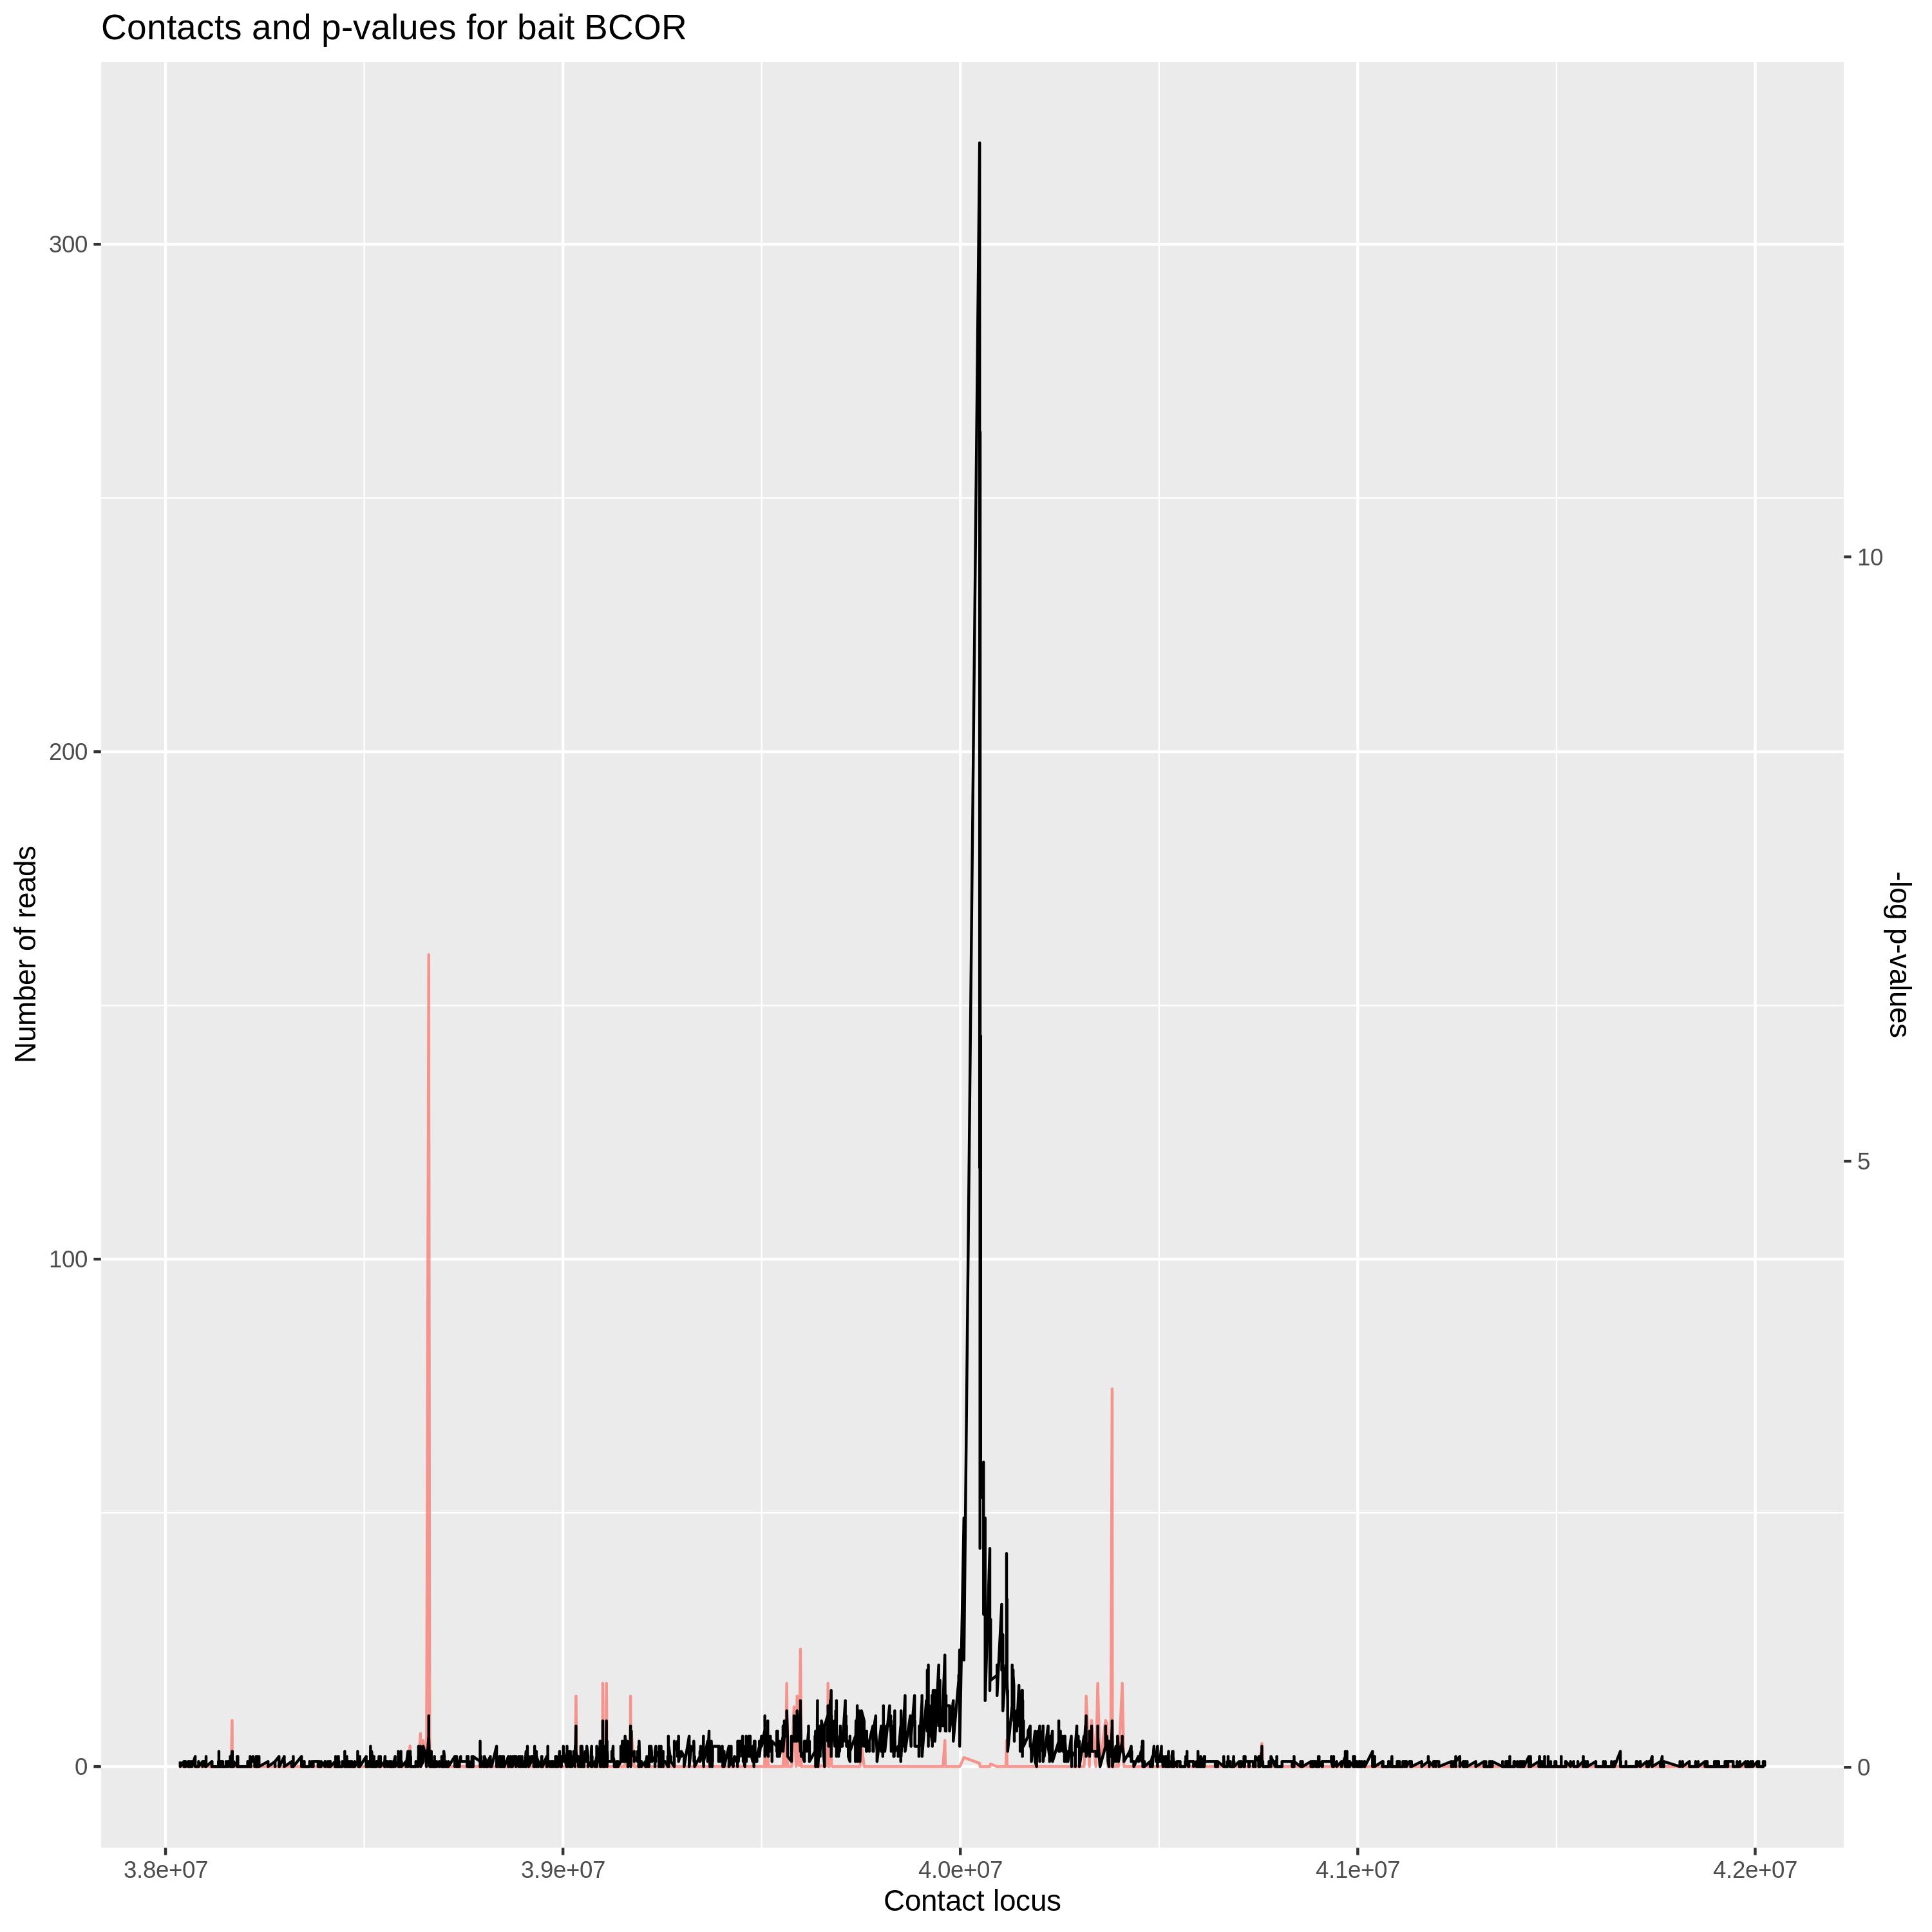 Contacts and p-values for bait BCOR
300
200
100
0
Number of reads
10
5
0
-log p-values
3.8e+07
3.9e+07
4.0e+07
4.1e+07
4.2e+07
Contact locus